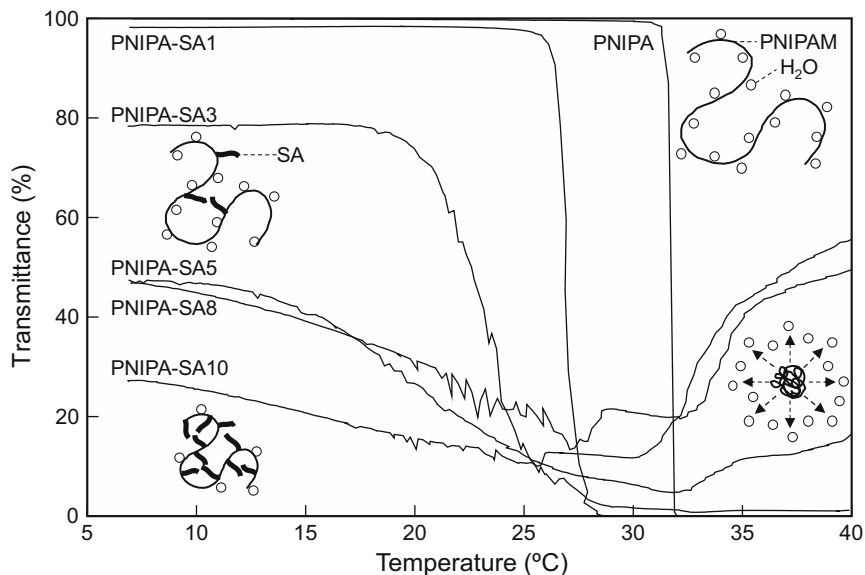 100
80
60
40
20
0
Transmittance (%)
5
10
15
20
25
30
35
40
Temperature (ºC)
PNIPA-SA1
PNIPA
PNIPAM
H₂O
PNIPA-SA3
SA
PNIPA-SA5
PNIPA-SA8
PNIPA-SA10